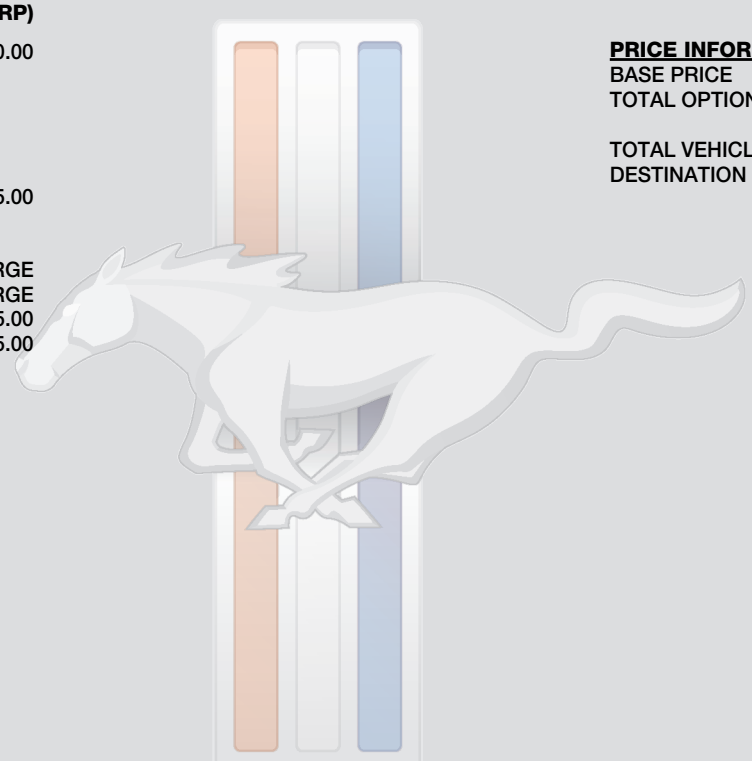 RP)
0.00
5.00
RGE
RGE
5.00
5.00
PRICE INFOR
BASE PRICE
TOTAL OPTION
TOTAL VEHICL
DESTINATION